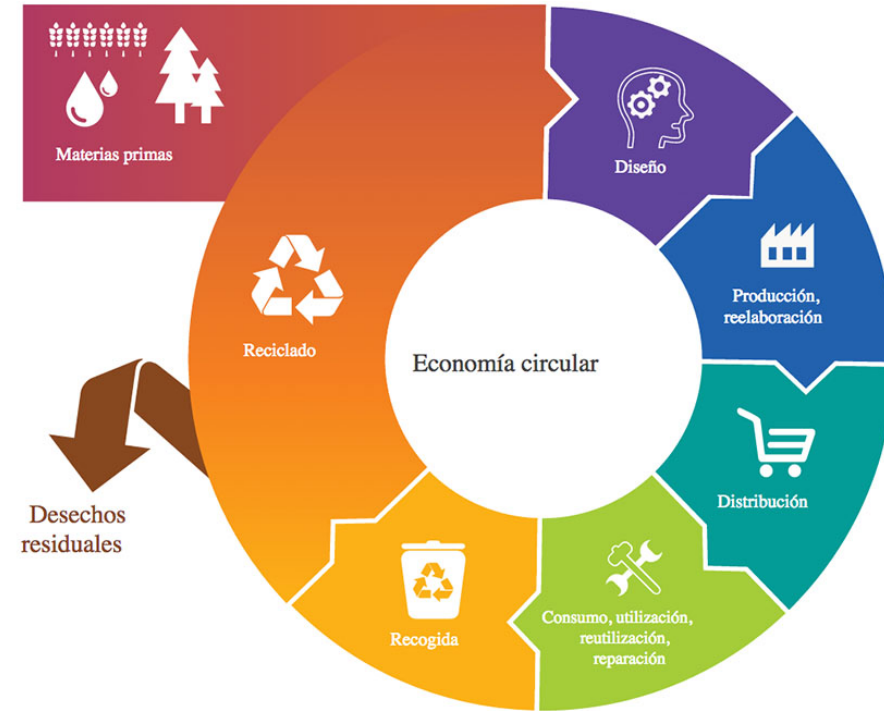 Materias primas
Diseño
Producción,
reelaboración
Distribución
Consumo, utilización,
reutilización,
reparación
Recogida
Reciclado
Economía circular
Desechos
residuales